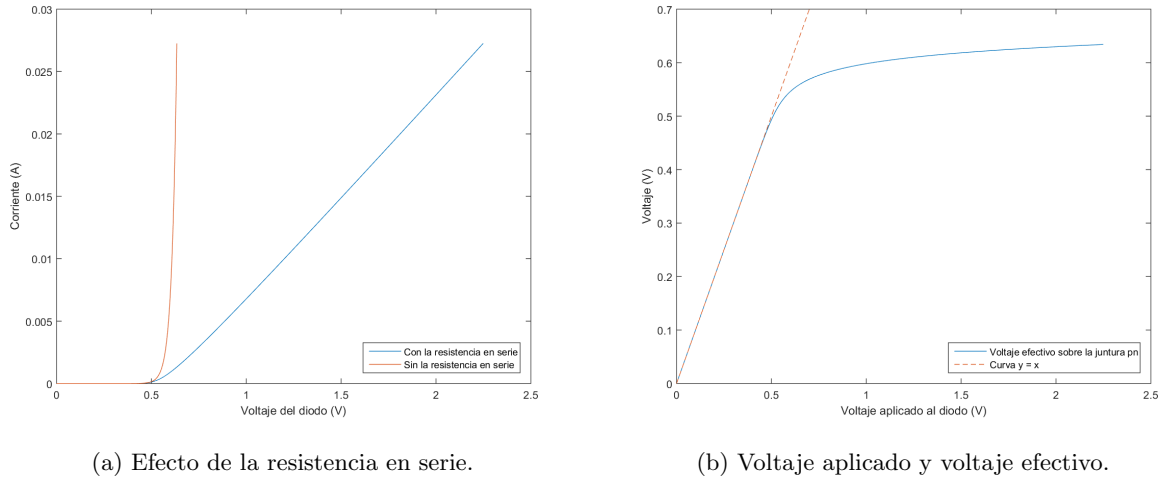 0.03
0.025
0.02
0.015
0.01
0.005
0
Corriente (A)
0
0.5
1
1.5
2
2.5
Voltaje del diodo (V)
Con la resistencia en serie
Sin la resistencia en serie
(a) Efecto de la resistencia en serie.
0.7
0.6
0.5
0.4
0.3
0.2
0.1
0
Voltaje (V)
0
0.5
1
1.5
2
2.5
Voltaje aplicado al diodo (V)
Voltaje efectivo sobre la juntura pn
Curva y = x
(b) Voltaje aplicado y voltaje efectivo.